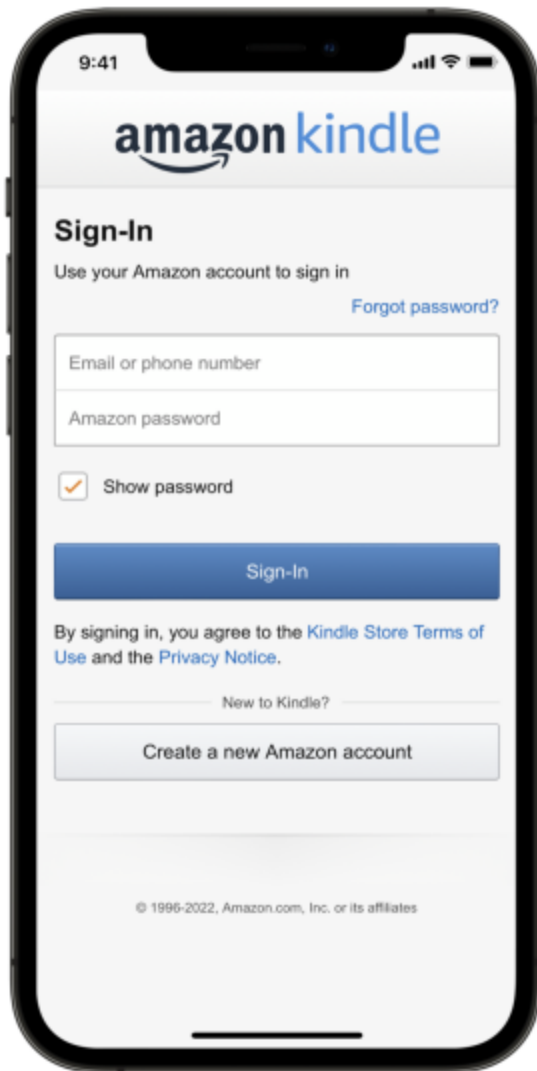 9:41
amazon kindle
Sign-In
Use your Amazon account to sign in
Forgot password?
Email or phone number
Amazon password
Show password
Sign-In
By signing in, you agree to the Kindle Store Terms of
Use and the Privacy Notice.
New to Kindle?
Create a new Amazon account
© 1996-2022, Amazon.com, Inc. or its affiliates